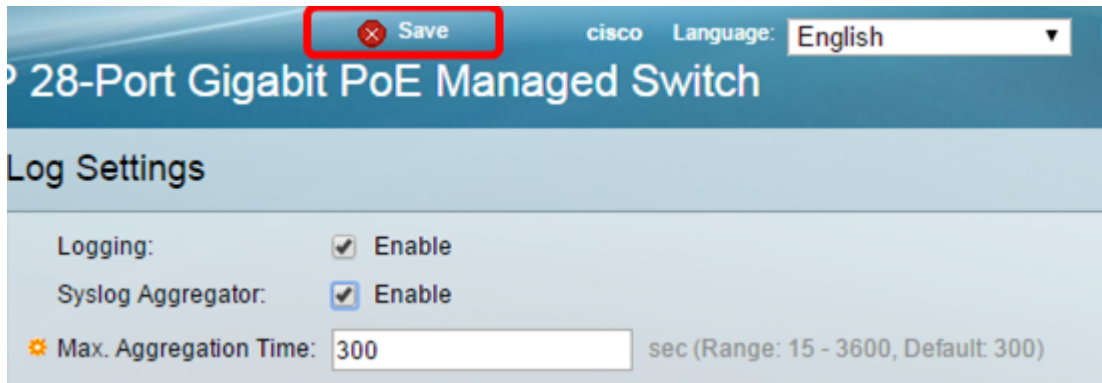 Save cisco Language: English
28-Port Gigabit PoE Managed Switch
Log Settings
Logging: Enable
Syslog Aggregator: Enable
Max. Aggregation Time: 300 sec (Range: 15 - 3600, Default: 300)